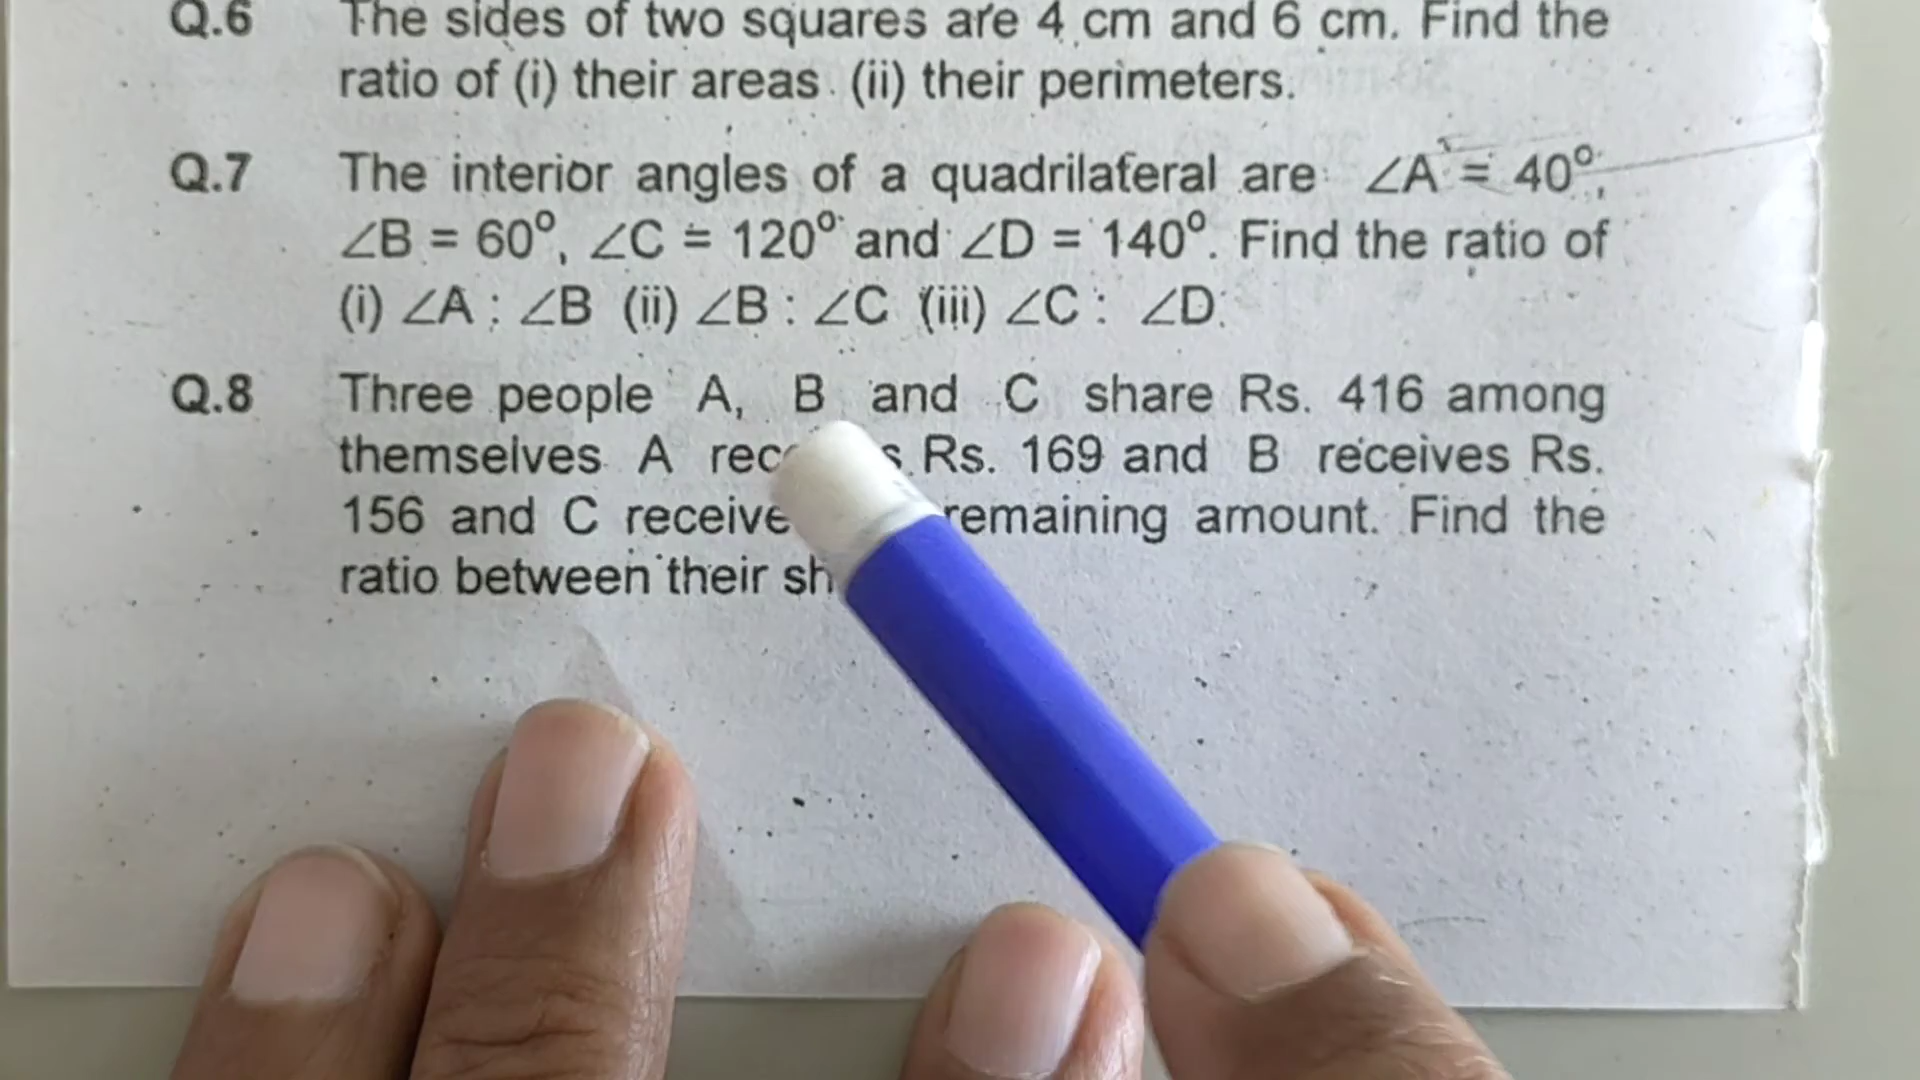 Q.6 The sides of two squares are 4 cm and 6 cm. Find the
ratio of (i) their areas (ii) their perimeters.
Q.7 The interior angles of a quadrilateral are ∠A = 40°,
∠B = 60°, ∠C = 120° and ∠D = 140°. Find the ratio of
(i) ∠A : ∠B (ii) ∠B : ∠C (iii) ∠C : ∠D
Q.8 Three people A, B and C share Rs. 416 among
themselves A Rs. 169 and B receives Rs.
156 and C remaining amount. Find the
ratio between their